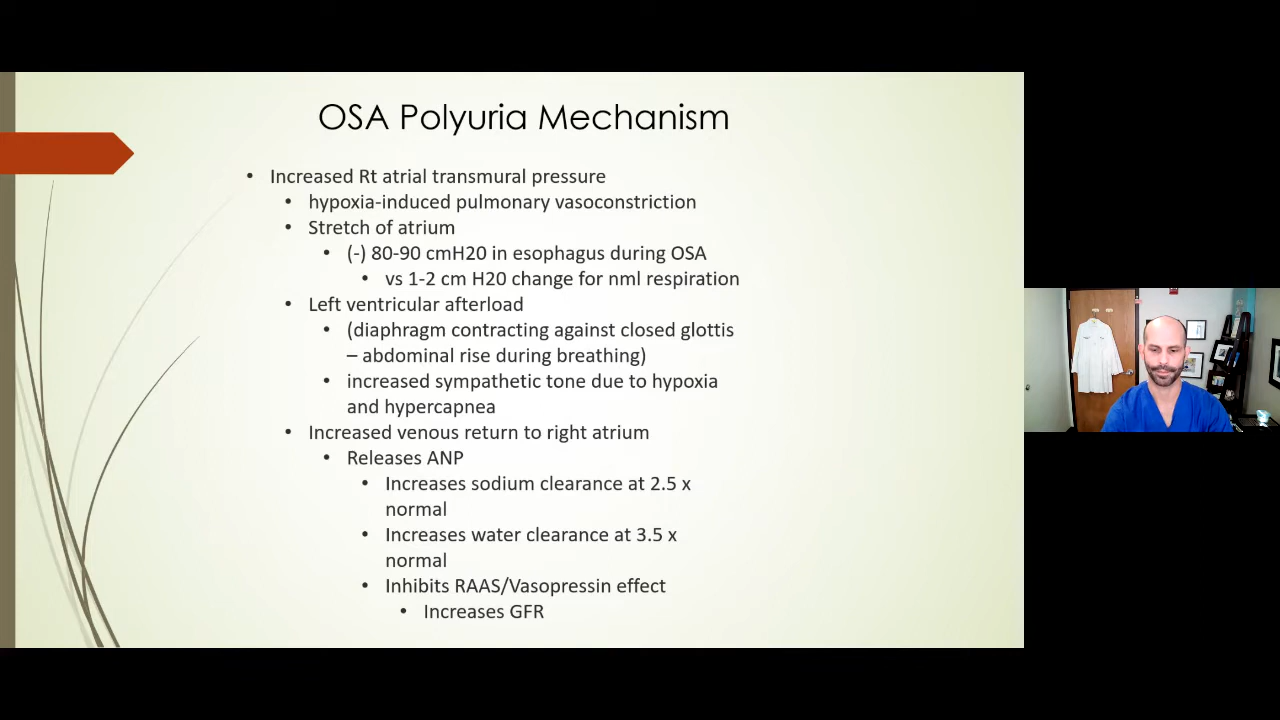 OSA Polyuria Mechanism
• Increased Rt atrial transmural pressure
• hypoxia-induced pulmonary vasoconstriction
• Stretch of atrium
• (-) 80-90 cmH20 in esophagus during OSA
• vs 1-2 cm H20 change for nml respiration
• Left ventricular afterload
• (diaphragm contracting against closed glottis
– abdominal rise during breathing)
• increased sympathetic tone due to hypoxia
and hypercapnea
• Increased venous return to right atrium
• Releases ANP
• Increases sodium clearance at 2.5 x
normal
• Increases water clearance at 3.5 x
normal
• Inhibits RAAS/Vasopressin effect
• Increases GFR